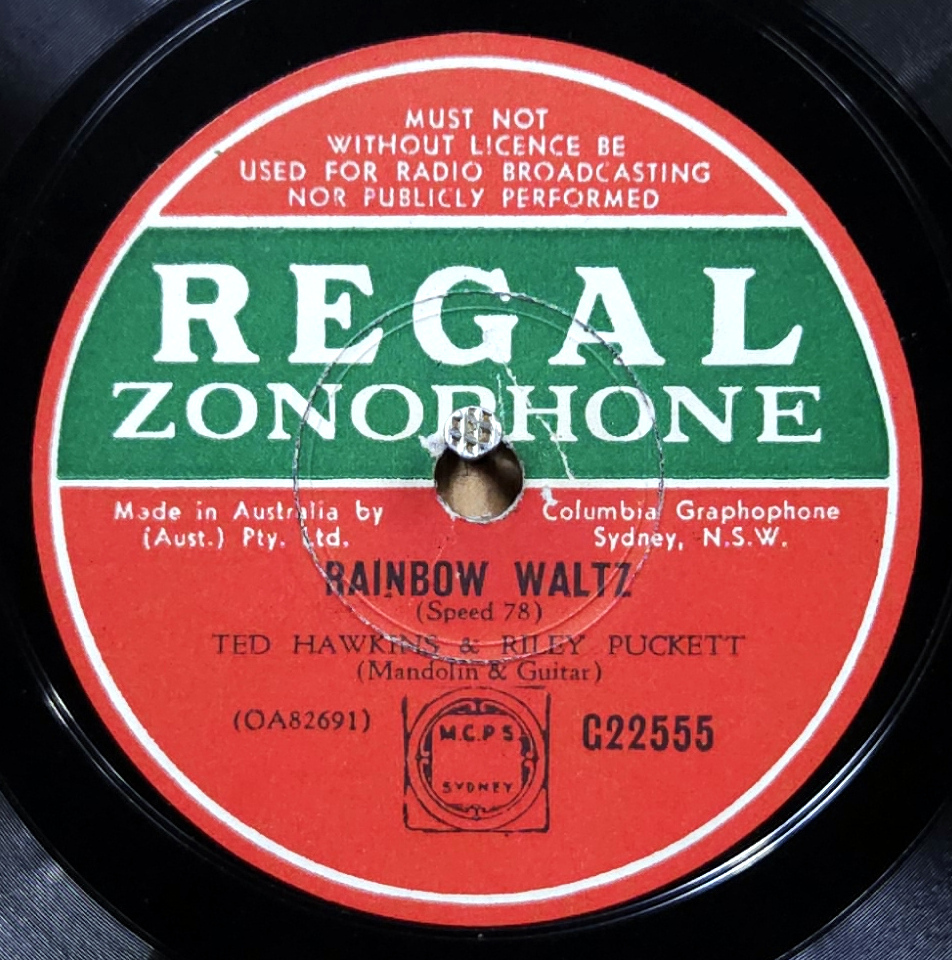 MUST NOT
WITHOUT LICENCE BE
USED FOR RADIO BROADCASTING
NOR PUBLICLY PERFORMED
REGAL
ZONOPHONE
Made in Australia by Columbia Graphophone
(Aust.) Pty. Ltd. Sydney, N.S.W.
RAINBOW WALTZ
(Speed 78)
TED HAWKINS & RILEY PUCKETT
(Mandolin & Guitar)
(OA82691) G22555
M.C.P.S
SYDNEY